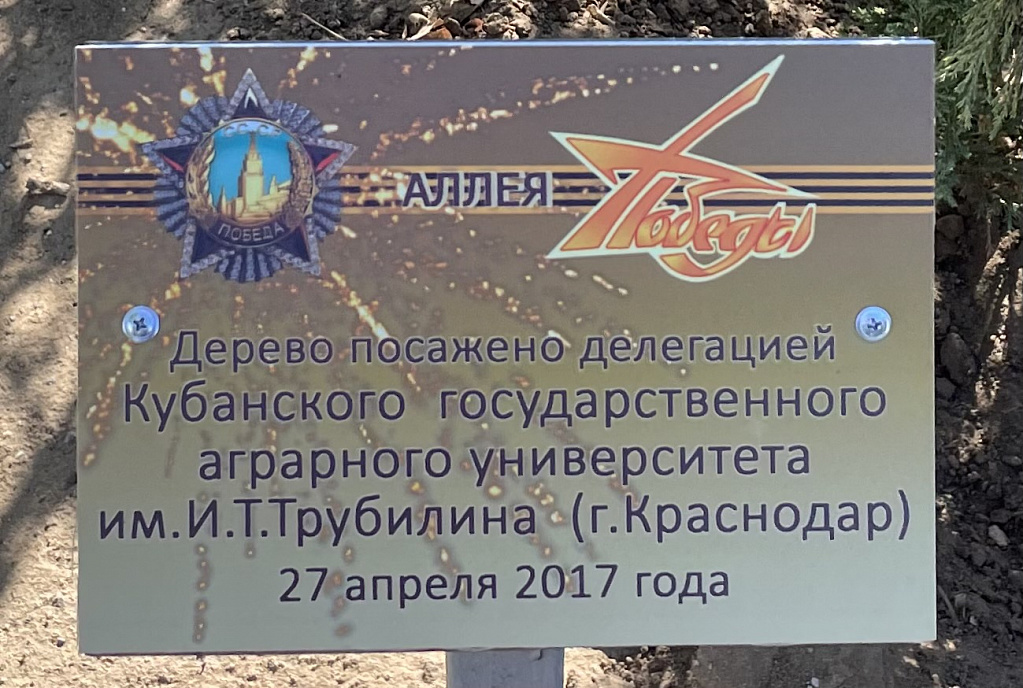 СССР
ПОБЕДА
АЛЛЕЯ Победы
Дерево посажено делегацией
Кубанского государственного
аграрного университета
им.И.Т.Трубилина (г.Краснодар)
27 апреля 2017 года